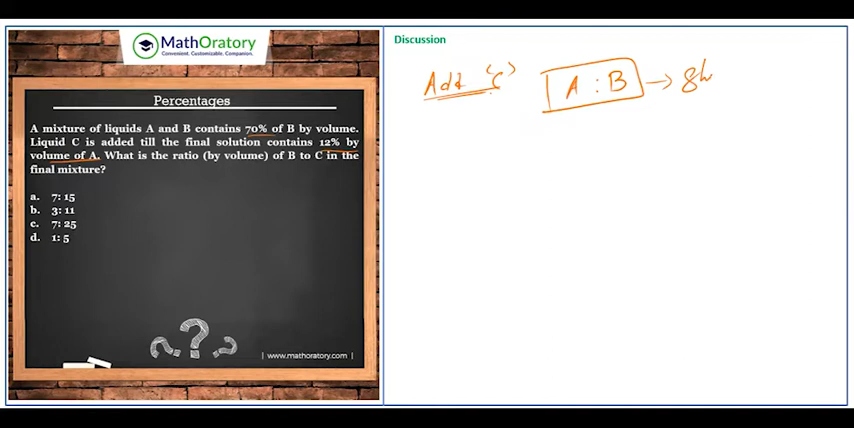 MathOratory
Convenient. Customizable. Companion.
Percentages
A mixture of liquids A and B contains 70% of B by volume.
Liquid C is added till the final solution contains 12% by
volume of A. What is the ratio (by volume) of B to C in the
final mixture?
a. 7: 15
b. 3: 11
c. 7: 25
d. 1: 5
| www.mathoratory.com |
Discussion
Add 'C' A : B →